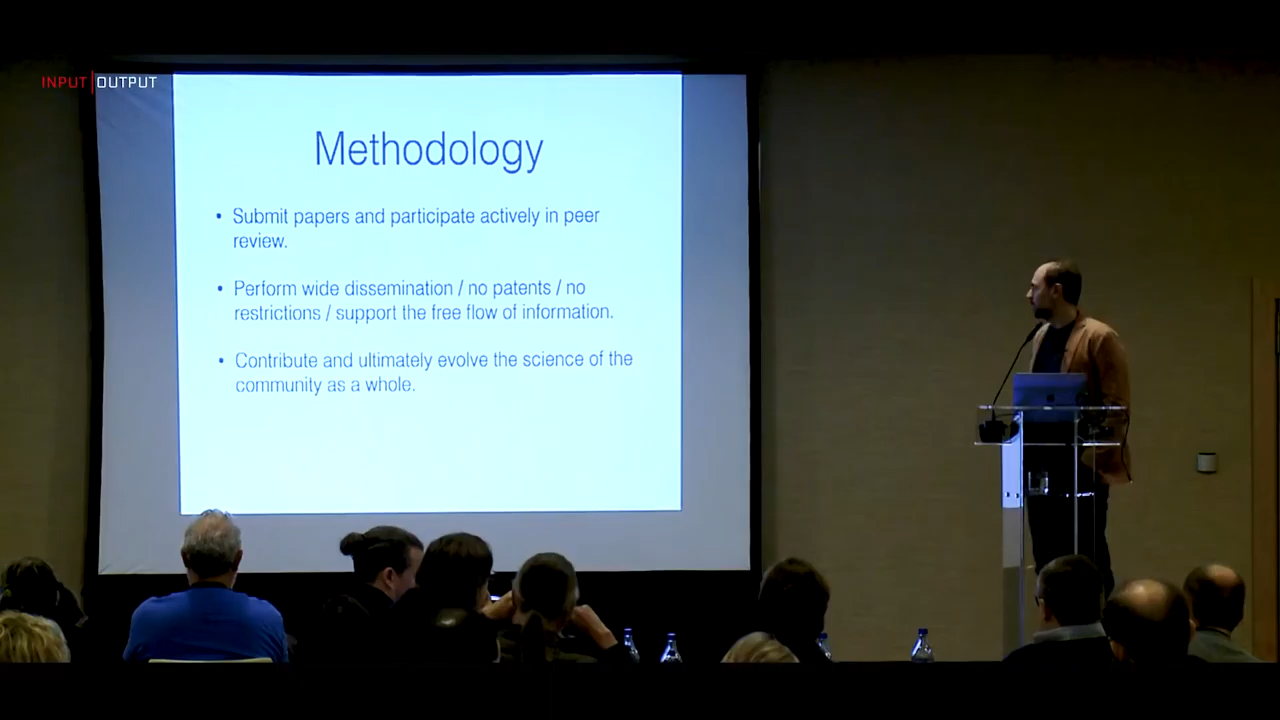 INPUT|OUTPUT
Methodology
• Submit papers and participate actively in peer
review.
• Perform wide dissemination / no patents / no
restrictions / support the free flow of information.
• Contribute and ultimately evolve the science of the
community as a whole.